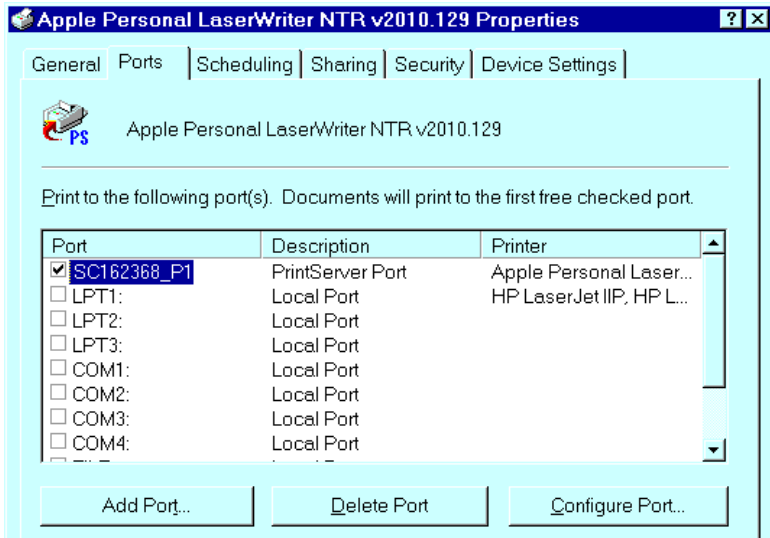 Apple Personal LaserWriter NTR v2010.129 Properties ? ×
General Ports Scheduling Sharing Security Device Settings
PS Apple Personal LaserWriter NTR v2010.129
Print to the following port(s). Documents will print to the first free checked port.
Port Description Printer
SC162368_P1 PrintServer Port Apple Personal Laser...
LPT1: Local Port HP LaserJet IIP, HP L...
LPT2: Local Port
LPT3: Local Port
COM1: Local Port
COM2: Local Port
COM3: Local Port
COM4: Local Port
Add Port... Delete Port Configure Port...